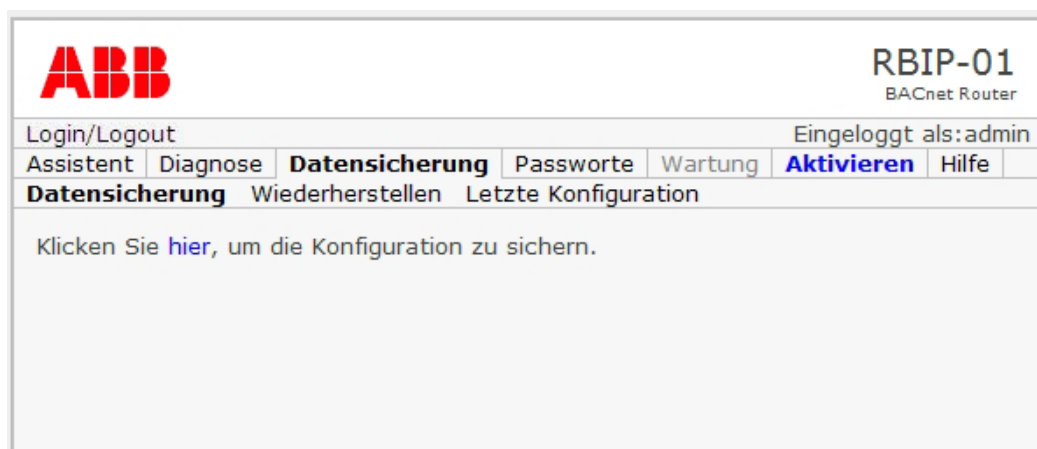 ABB
RBIP-01
BACnet Router
Login/Logout Eingeloggt als:admin
Assistent Diagnose Datensicherung Passworte Wartung Aktivieren Hilfe
Datensicherung Wiederherstellen Letzte Konfiguration
Klicken Sie hier, um die Konfiguration zu sichern.